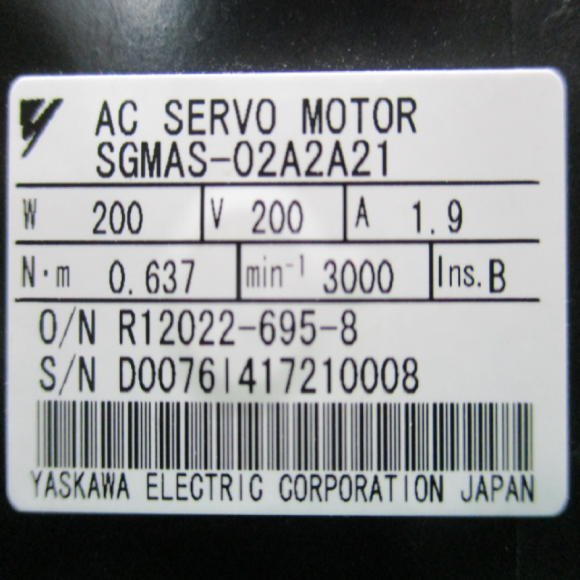 AC SERVO MOTOR
SGMAS-02A2A21
W 200 V 200 A 1.9
N·m 0.637 min⁻¹ 3000 Ins. B
O/N R12022-695-8
S/N D0076I417210008
YASKAWA ELECTRIC CORPORATION JAPAN